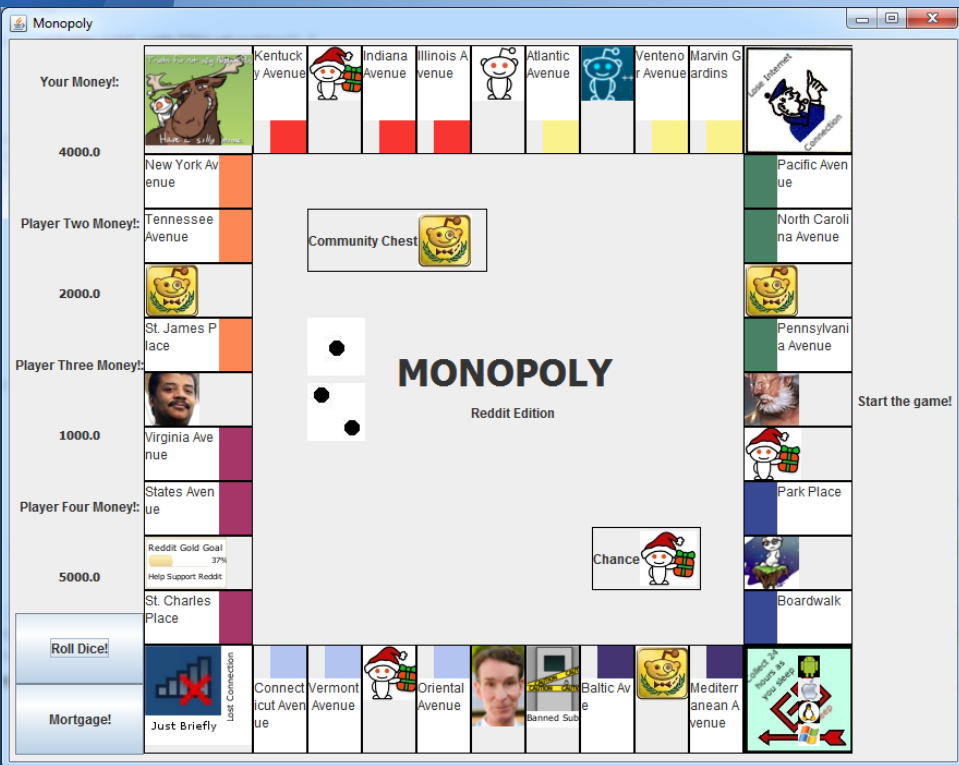 Monopoly
Your Money!:
4000.0
Player Two Money!:
2000.0
Player Three Money!:
1000.0
Player Four Money!:
5000.0
Roll Dice!
Mortgage!
Have a silly
Kentuck
y Avenue
Indiana
Avenue
Illinois A
venue
Atlantic
Avenue
Venteno
r Avenue
Marvin G
ardins
Lose Internet
Connection
New York Av
enue
Tennessee
Avenue
St. James P
lace
Virginia Ave
nue
States Aven
ue
Reddit Gold Goal
37%
Help Support Reddit
St. Charles
Place
Community Chest
MONOPOLY
Reddit Edition
Chance
Pacific Aven
ue
North Caroli
na Avenue
Pennsylvani
a Avenue
Park Place
Boardwalk
Start the game!
Lost Connection
Just Briefly
Connect
icut Aven
ue
Vermont
Avenue
Oriental
Avenue
CAUTION
Banned Sub
Baltic Av
e
Mediterr
anean A
venue
Collect 24
hours as
you sleep